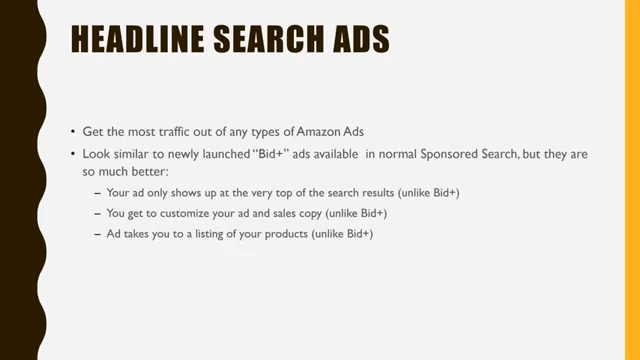 HEADLINE SEARCH ADS
• Get the most traffic out of any types of Amazon Ads
• Look similar to newly launched “Bid+” ads available in normal Sponsored Search, but they are
so much better:
– Your ad only shows up at the very top of the search results (unlike Bid+)
– You get to customize your ad and sales copy (unlike Bid+)
– Ad takes you to a listing of your products (unlike Bid+)